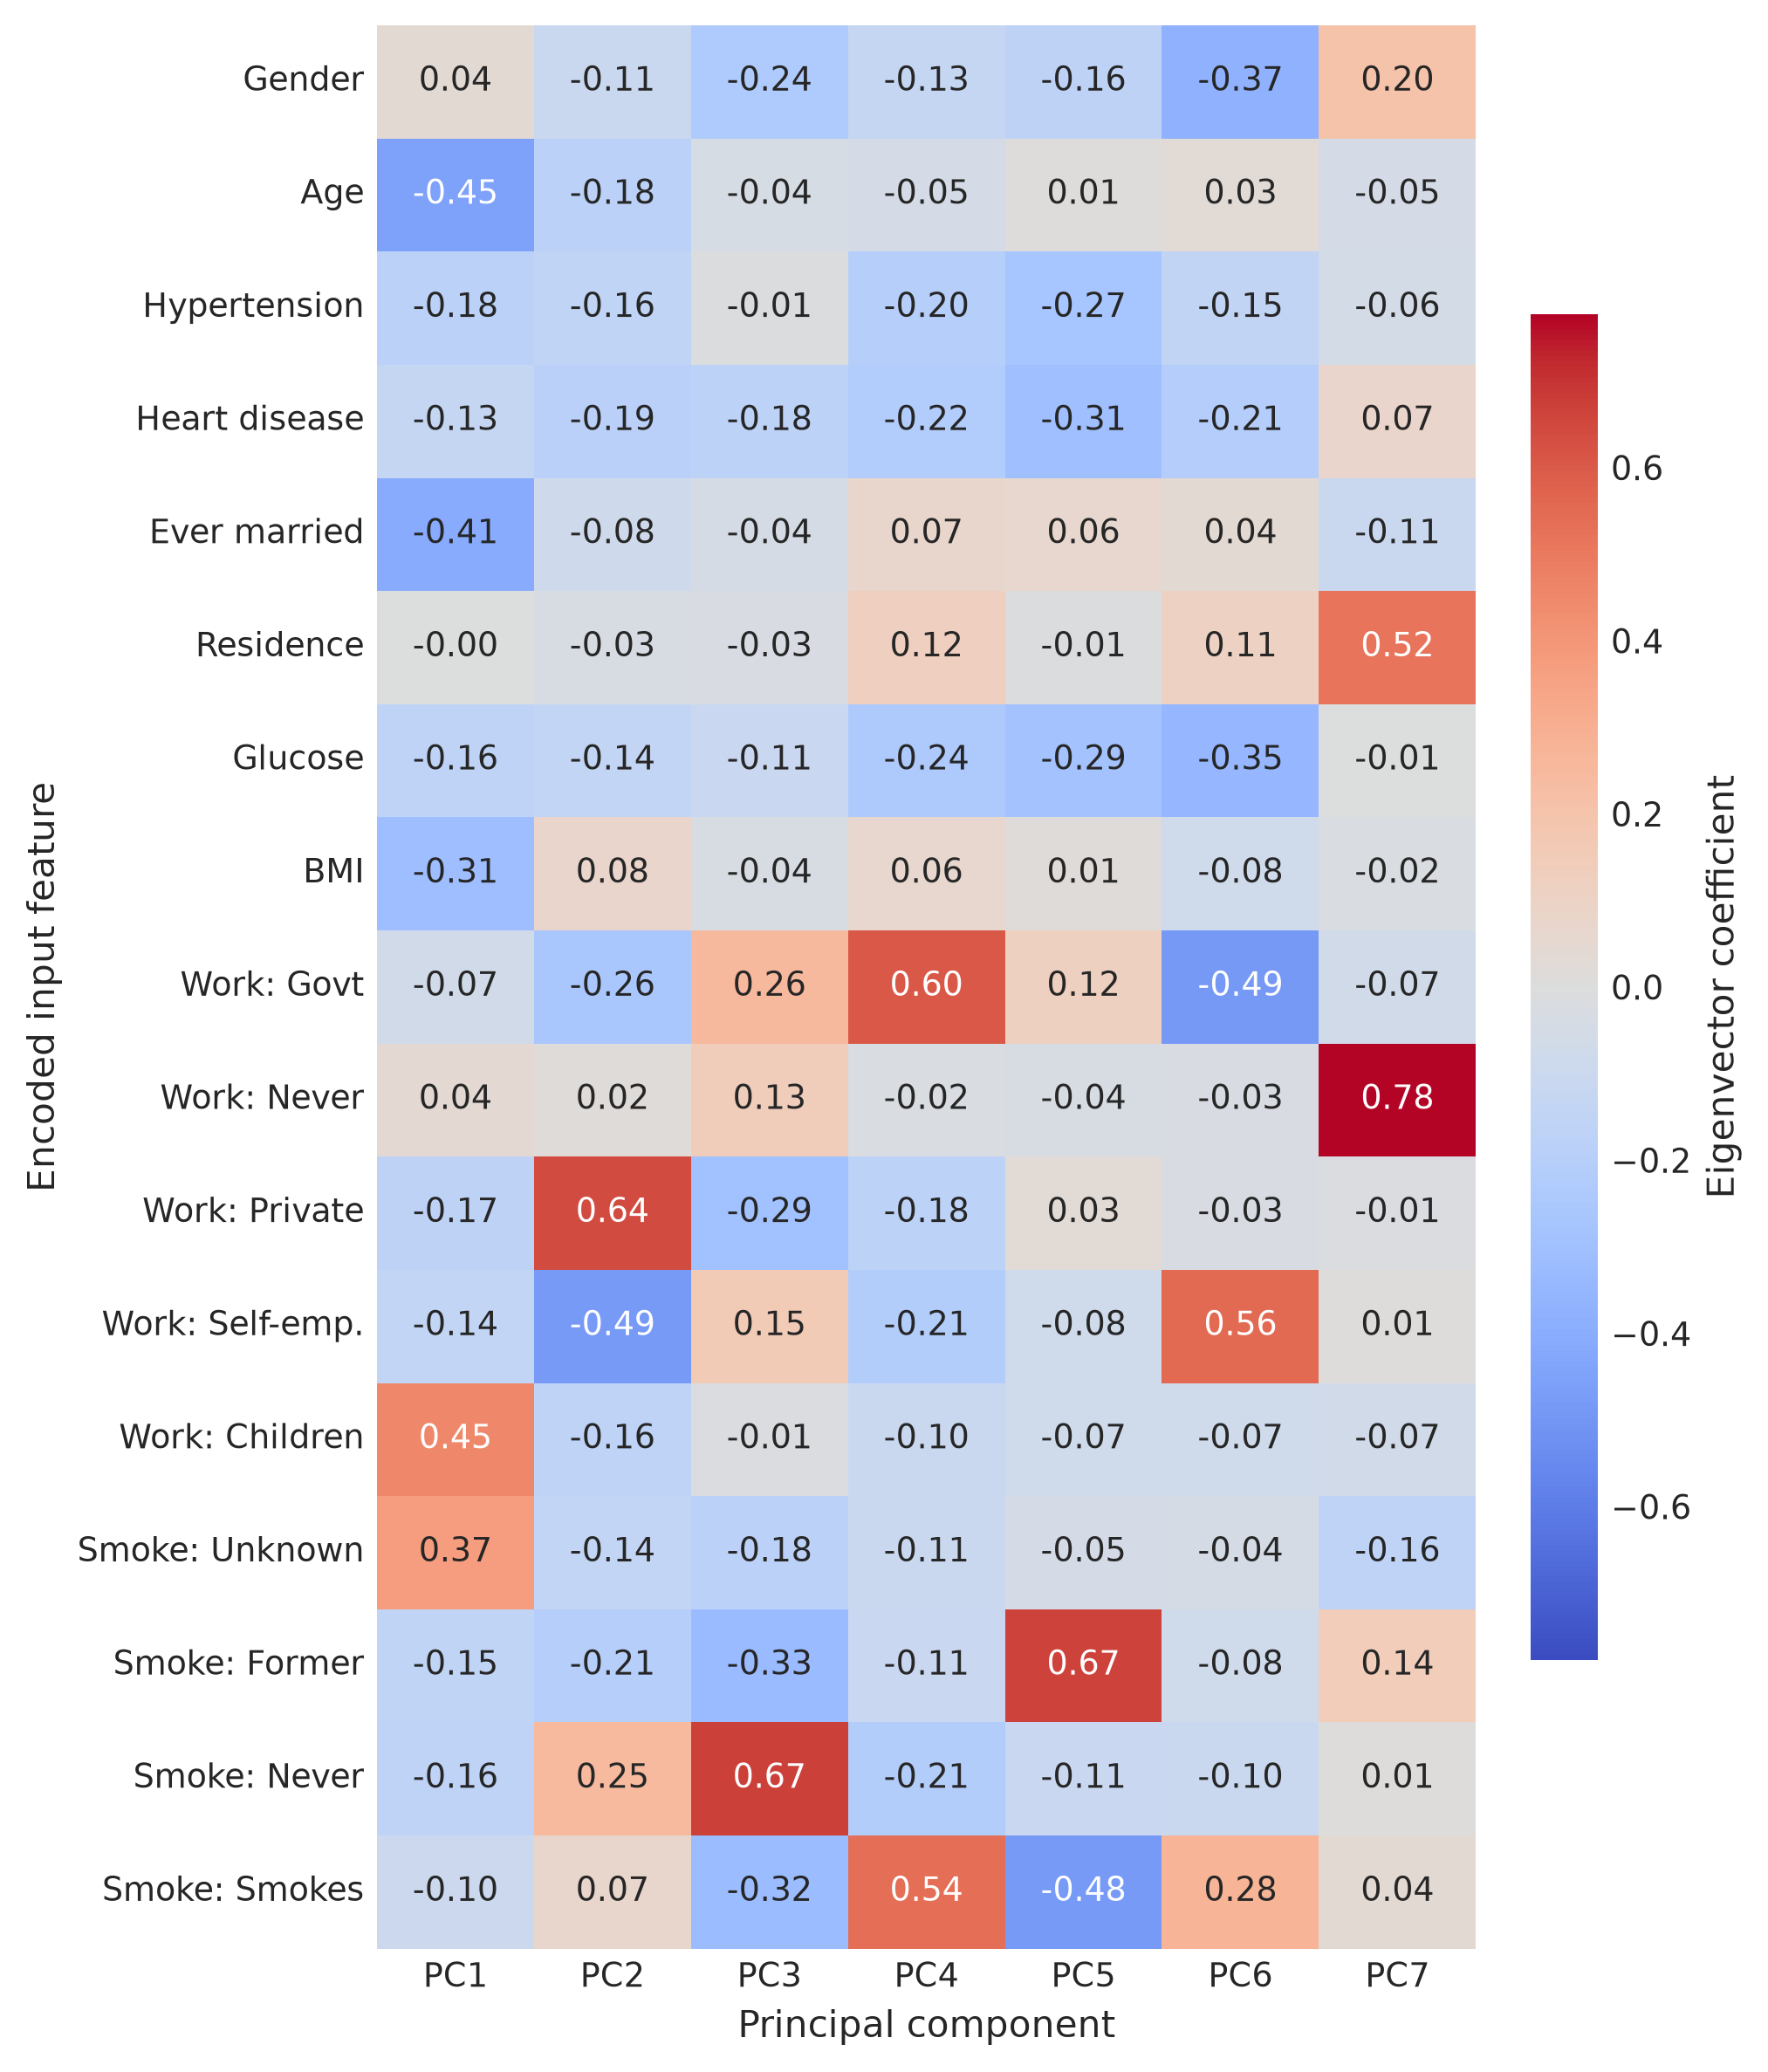 Gender 0.04 -0.11 -0.24 -0.13 -0.16 -0.37 0.20
Age -0.45 -0.18 -0.04 -0.05 0.01 0.03 -0.05
Hypertension -0.18 -0.16 -0.01 -0.20 -0.27 -0.15 -0.06
Heart disease -0.13 -0.19 -0.18 -0.22 -0.31 -0.21 0.07
Ever married -0.41 -0.08 -0.04 0.07 0.06 0.04 -0.11
Residence -0.00 -0.03 -0.03 0.12 -0.01 0.11 0.52
Glucose -0.16 -0.14 -0.11 -0.24 -0.29 -0.35 -0.01
BMI -0.31 0.08 -0.04 0.06 0.01 -0.08 -0.02
Work: Govt -0.07 -0.26 0.26 0.60 0.12 -0.49 -0.07
Work: Never 0.04 0.02 0.13 -0.02 -0.04 -0.03 0.78
Work: Private -0.17 0.64 -0.29 -0.18 0.03 -0.03 -0.01
Work: Self-emp. -0.14 -0.49 0.15 -0.21 -0.08 0.56 0.01
Work: Children 0.45 -0.16 -0.01 -0.10 -0.07 -0.07 -0.07
Smoke: Unknown 0.37 -0.14 -0.18 -0.11 -0.05 -0.04 -0.16
Smoke: Former -0.15 -0.21 -0.33 -0.11 0.67 -0.08 0.14
Smoke: Never -0.16 0.25 0.67 -0.21 -0.11 -0.10 0.01
Smoke: Smokes -0.10 0.07 -0.32 0.54 -0.48 0.28 0.04
PC1 PC2 PC3 PC4 PC5 PC6 PC7
Principal component
Encoded input feature
0.6
0.4
0.2
0.0
−0.2
−0.4
−0.6
Eigenvector coefficient